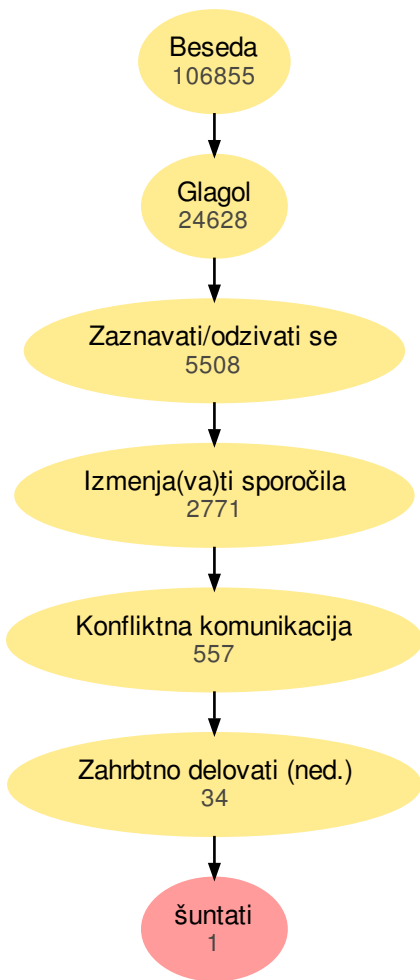 Beseda
106855
Glagol
24628
Zaznavati/odzivati se
5508
Izmenja(va)ti sporočila
2771
Konfliktna komunikacija
557
Zahrbtno delovati (ned.)
34
šuntati
1